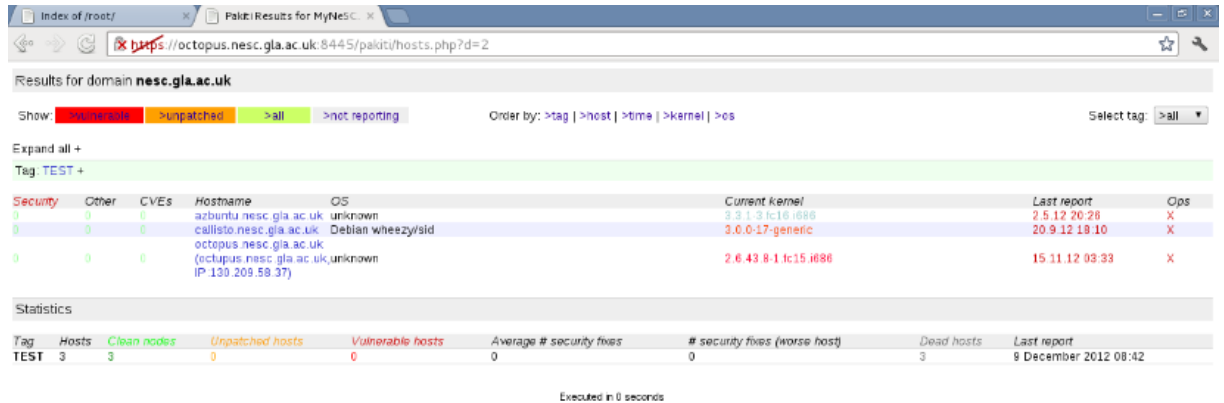 Index of /root/ × Pakiti Results for MyNeSC. ×
https://octopus.nesc.gla.ac.uk:8445/pakiti/hosts.php?d=2
Results for domain nesc.gla.ac.uk
Show: >vulnerable >unpatched >all >not reporting Order by: >tag | >host | >time | >kernel | >os Select tag: >all
Expand all +
Tag: TEST +
Security Other CVEs Hostname OS Current kernel Last report Ops
0 0 0 azbuntu.nesc.gla.ac.uk unknown 3.3.1-3.fc16.i686 2.5.12 20:26 X
0 0 0 callisto.nesc.gla.ac.uk Debian wheezy/sid 3.0.0-17-generic 20.9.12 18:10 X
octopus.nesc.gla.ac.uk
0 0 0 (octupus.nesc.gla.ac.uk, unknown 2.6.43.8-1.fc15.i686 15.11.12 03:33 X
IP:130.209.58.37)
Statistics
Tag Hosts Clean nodes Unpatched hosts Vulnerable hosts Average # security fixes # security fixes (worse host) Dead hosts Last report
TEST 3 3 0 0 0 0 3 9 December 2012 08:42
Executed in 0 seconds